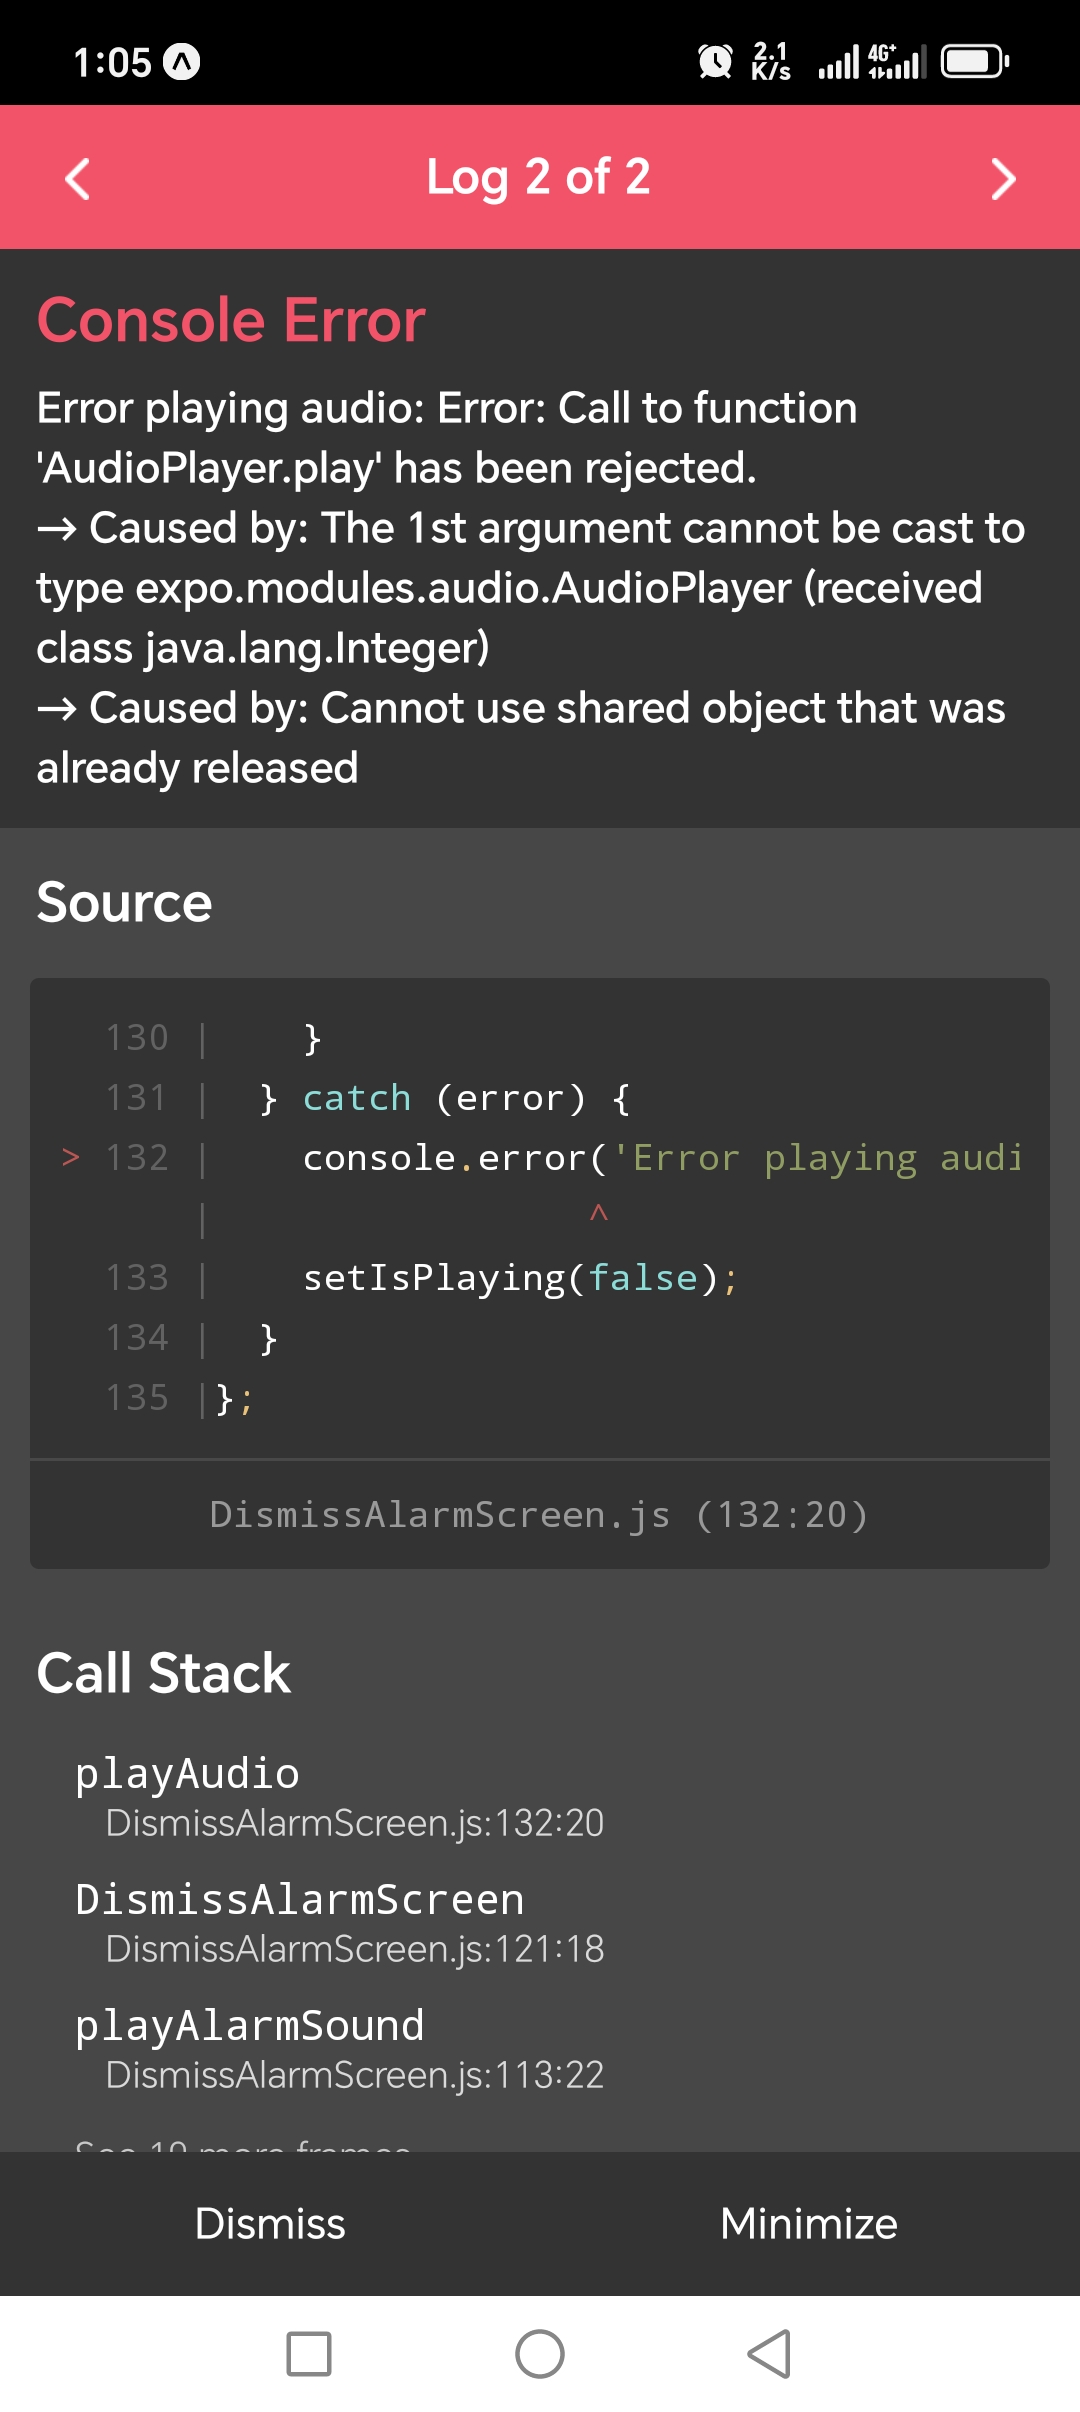 1:05
2.1 K/s 4G+
Log 2 of 2
Console Error
Error playing audio: Error: Call to function
'AudioPlayer.play' has been rejected.
→ Caused by: The 1st argument cannot be cast to
type expo.modules.audio.AudioPlayer (received
class java.lang.Integer)
→ Caused by: Cannot use shared object that was
already released
Source
130 |     }
131 |   } catch (error) {
> 132 |     console.error('Error playing audi
|                  ^
133 |     setIsPlaying(false);
134 |   }
135 |};
DismissAlarmScreen.js (132:20)
Call Stack
playAudio
DismissAlarmScreen.js:132:20
DismissAlarmScreen
DismissAlarmScreen.js:121:18
playAlarmSound
DismissAlarmScreen.js:113:22
See 10 more frames
Dismiss Minimize